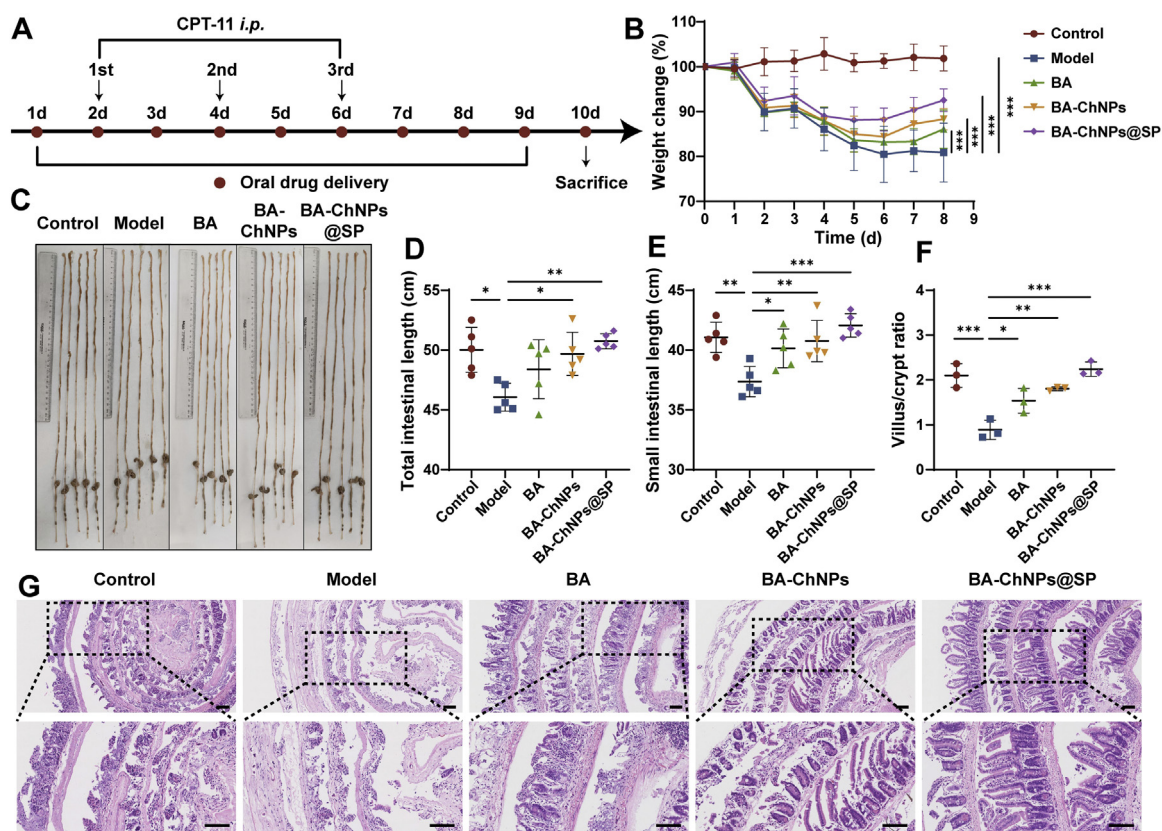 A
CPT-11 i.p.
1st
2nd
3rd
1d 2d 3d 4d 5d 6d 7d 8d 9d 10d
Oral drug delivery
Sacrifice
B
Weight change (%)
110
100
90
80
70
0 1 2 3 4 5 6 7 8 9
Time (d)
Control
Model
BA
BA-ChNPs
BA-ChNPs@SP
***
***
***
***
C
Control
Model
BA
BA-
ChNPs
BA-ChNPs
@SP
D
Total intestinal length (cm)
55
50
45
40
**
*
*
Control
Model
BA
BA-ChNPs
BA-ChNPs@SP
E
Small intestinal length (cm)
45
40
35
30
***
**
**
*
Control
Model
BA
BA-ChNPs
BA-ChNPs@SP
F
Villus/crypt ratio
3
2
1
0
***
**
***
*
Control
Model
BA
BA-ChNPs
BA-ChNPs@SP
G
Control
Model
BA
BA-ChNPs
BA-ChNPs@SP